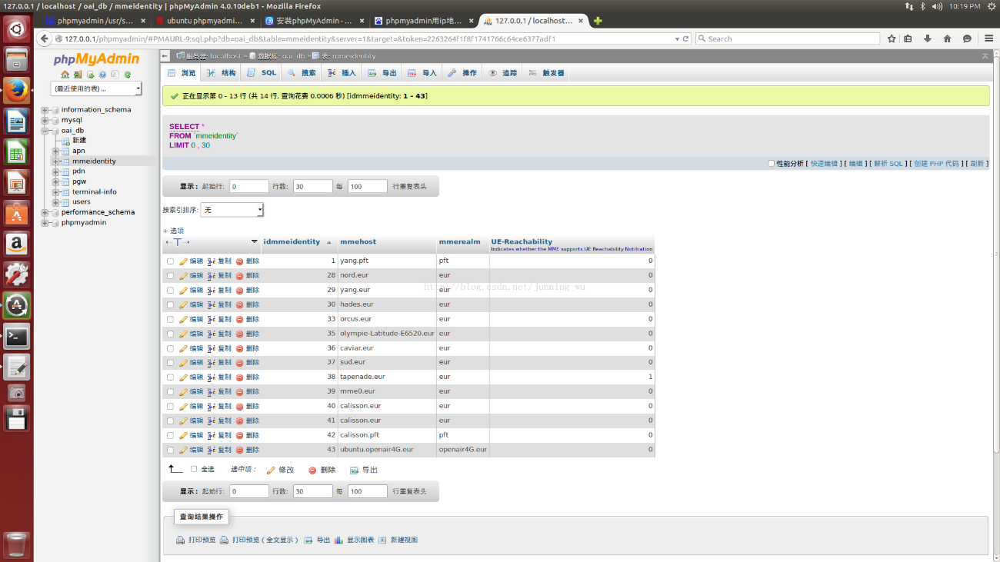 127.0.0.1 / localhost / oai_db / mmeidentity | phpMyAdmin 4.0.10deb1 - Mozilla Firefox
10:19 PM
phpmyadmin /usr/s... ×
ubuntu phpmyadmin... ×
安装phpMyAdmin - ... ×
phpmyadmin用ip地... ×
127.0.0.1 / localhost... ×
127.0.0.1/phpmyadmin/#PMAURL-9:sql.php?db=oai_db&table=mmeidentity&server=1&target=&token=2263264f1f8f1741766c64ce6377adf1
Search
phpMyAdmin
(最近使用的表) ...
information_schema
mysql
oai_db
新建
apn
mmeidentity
pdn
pgw
terminal-info
users
performance_schema
phpmyadmin
服务器: localhost » 数据库: oai_db » 表: mmeidentity
浏览 结构 SQL 搜索 插入 导出 导入 操作 追踪 触发器
正在显示第 0 - 13 行 (共 14 行, 查询花费 0.0006 秒) [idmmeidentity: 1 - 43]
SELECT *
FROM `mmeidentity`
LIMIT 0 , 30
性能分析 [ 快速编辑 ] [ 编辑 ] [ 解析 SQL ] [ 创建 PHP 代码 ] [ 刷新 ]
显示: 起始行: 0 行数: 30 每 100 行重复表头
按索引排序: 无
+ 选项
←T→ idmmeidentity mmehost mmerealm UE-Reachability
Indicates whether the MME supports UE Reachability Notifcation
编辑 复制 删除 1 yang.pft pft 0
编辑 复制 删除 28 nord.eur eur 0
编辑 复制 删除 29 yang.eur eur 0
编辑 复制 删除 30 hades.eur eur 0
编辑 复制 删除 33 orcus.eur eur 0
编辑 复制 删除 35 olympie-Latitude-E6520.eur eur 0
编辑 复制 删除 36 caviar.eur eur 0
编辑 复制 删除 37 sud.eur eur 0
编辑 复制 删除 38 tapenade.eur eur 1
编辑 复制 删除 39 mme0.eur eur 0
编辑 复制 删除 40 calisson.eur eur 0
编辑 复制 删除 41 calisson.eur eur 0
编辑 复制 删除 42 calisson.pft pft 0
编辑 复制 删除 43 ubuntu.openair4G.eur openair4G.eur 0
http://blog.csdn.net/junning_wu
全选 选中项: 修改 删除 导出
显示: 起始行: 0 行数: 30 每 100 行重复表头
查询结果操作
打印预览 打印预览 (全文显示) 导出 显示图表 新建视图